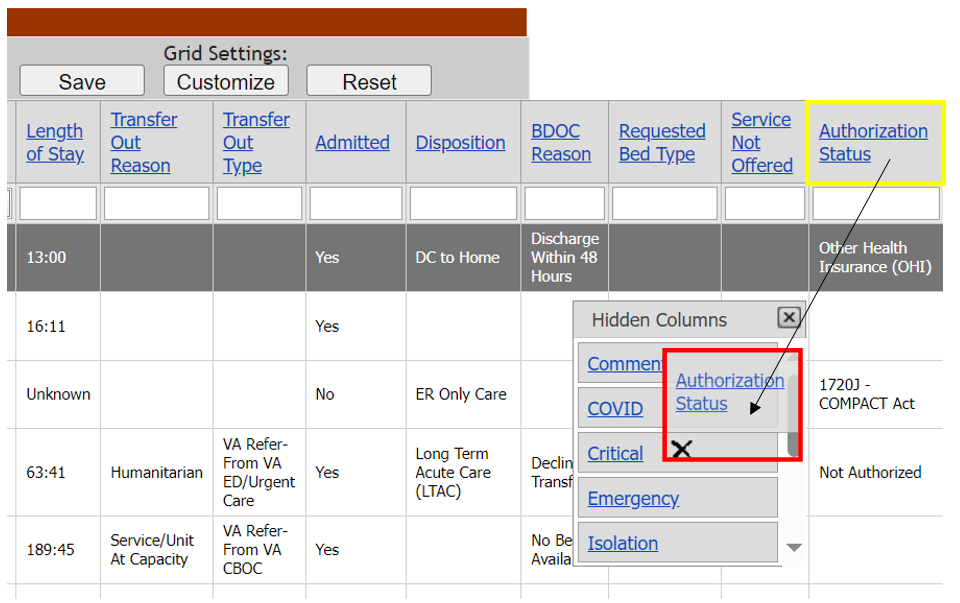 Grid Settings:
Save
Customize
Reset
Length
of Stay
Transfer
Out
Reason
Transfer
Out
Type
Admitted
Disposition
BDOC
Reason
Requested
Bed Type
Service
Not
Offered
Authorization
Status
13:00
Yes
DC to Home
Discharge
Within 48
Hours
Other Health
Insurance (OHI)
16:11
Yes
Unknown
No
ER Only Care
1720J -
COMPACT Act
63:41
Humanitarian
VA Refer-
From VA
ED/Urgent
Care
Yes
Long Term
Acute Care
(LTAC)
Declin
Transf
Not Authorized
189:45
Service/Unit
At Capacity
VA Refer-
From VA
CBOC
Yes
No Be
Availa
Hidden Columns
Comment
COVID
Critical
Emergency
Isolation
Authorization
Status